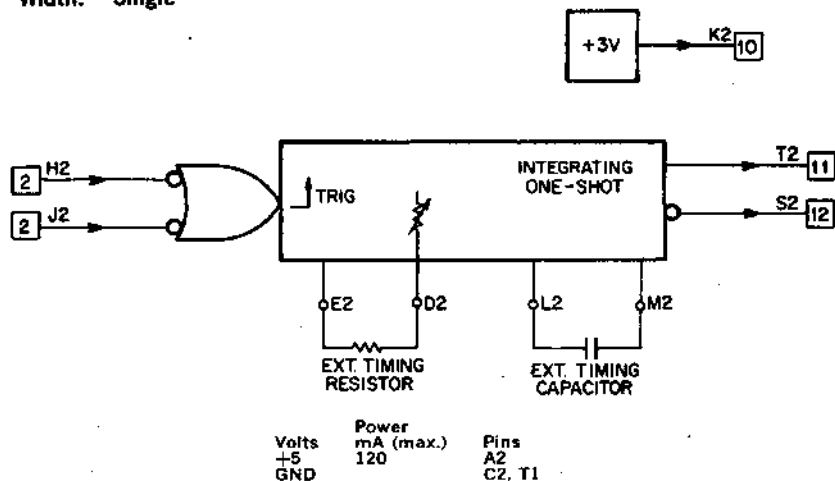 Width: Single
+3V
K2
10
2
H2
2
J2
TRIG
INTEGRATING
ONE-SHOT
T2
11
S2
12
E2
D2
L2
M2
EXT. TIMING
RESISTOR
EXT. TIMING
CAPACITOR
Power
Volts mA (max.) Pins
+5 120 A2
GND C2, T1